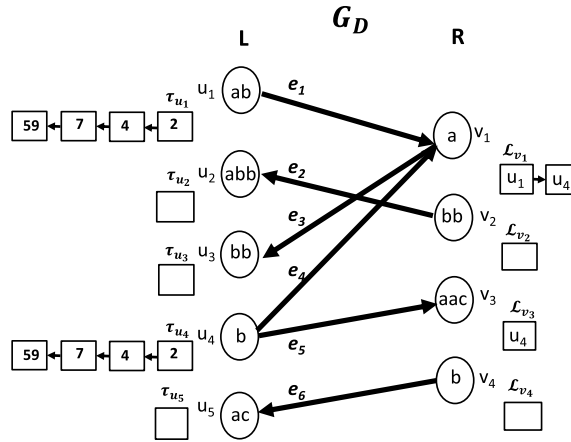 G_D
L R
τ_u₁ u₁ ab e₁
59 7 4 2
a v₁
ℒ_v₁
u₁ u₄
τ_u₂ u₂ abb e₂
bb v₂
ℒ_v₂
e₃
τ_u₃ u₃ bb
e₄
aac v₃
ℒ_v₃
u₄
τ_u₄ u₄ b e₅
59 7 4 2
b v₄
ℒ_v₄
e₆
τ_u₅ u₅ ac